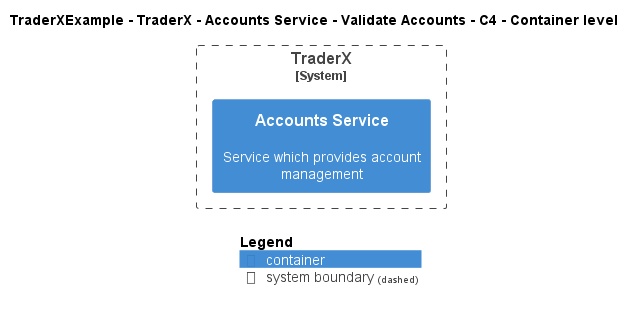 TraderXExample - TraderX - Accounts Service - Validate Accounts - C4 - Container level
TraderX
[System]
Accounts Service
Service which provides account
management
Legend
container
system boundary (dashed)